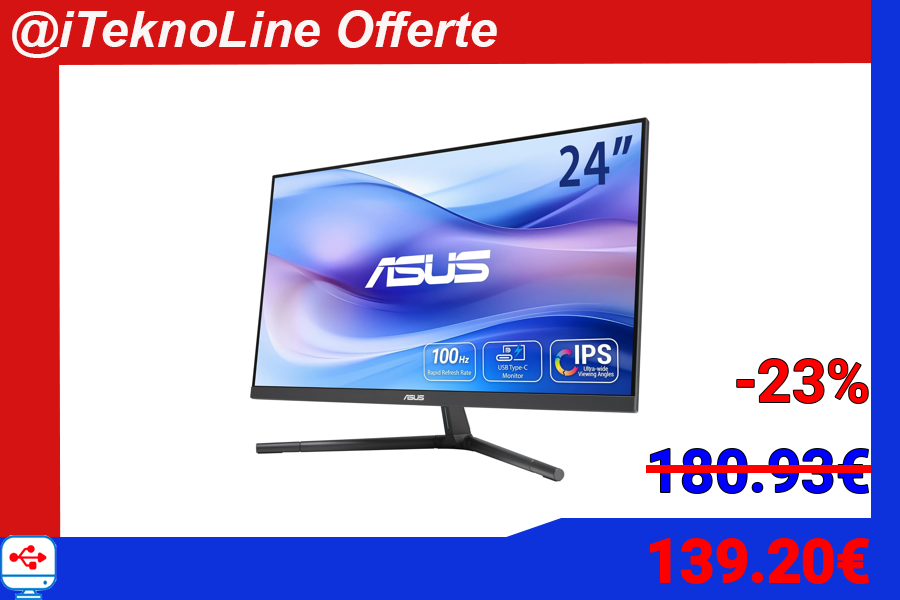 @iTeknoLine Offerte
24”
ASUS
100Hz
Rapid Refresh Rate
USB Type-C
Monitor
IPS
Ultra-wide
Viewing Angles
ASUS
-23%
180.93€
139.20€